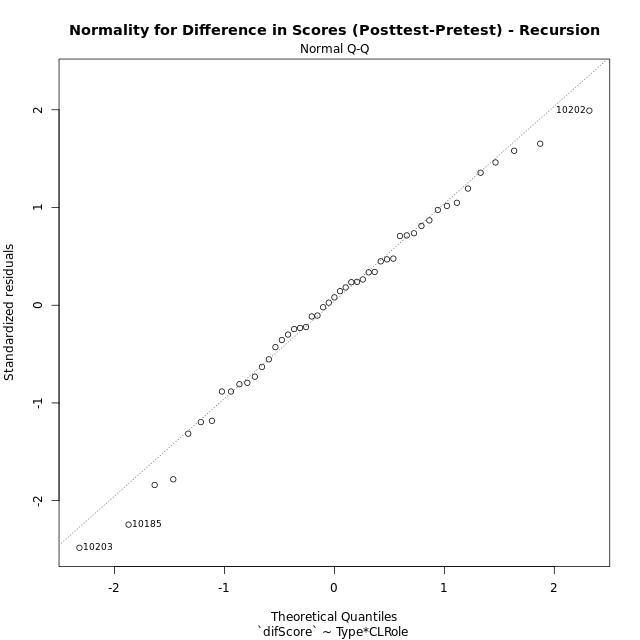 Normality for Difference in Scores (Posttest-Pretest) - Recursion
Normal Q-Q
Standardized residuals
2
1
0
-1
-2
10202
10185
10203
-2 -1 0 1 2
Theoretical Quantiles
`difScore` ~ Type*CLRole